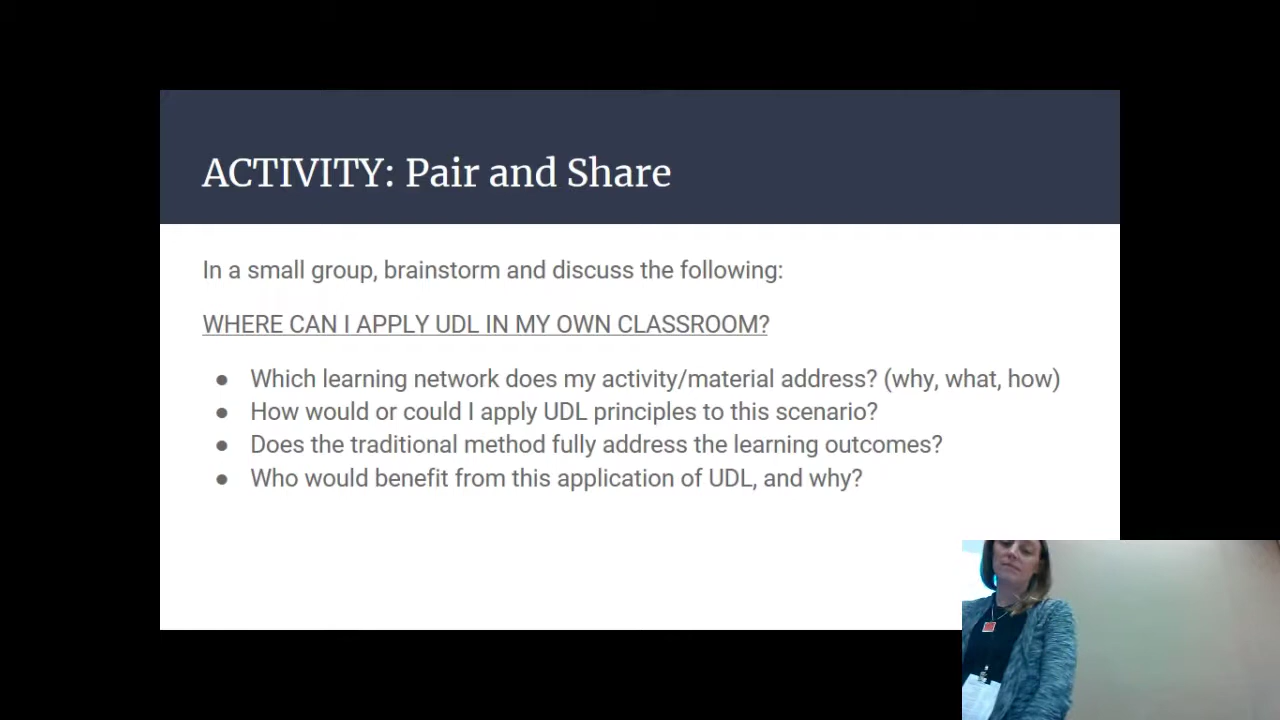 ACTIVITY: Pair and Share
In a small group, brainstorm and discuss the following:
WHERE CAN I APPLY UDL IN MY OWN CLASSROOM?
● Which learning network does my activity/material address? (why, what, how)
● How would or could I apply UDL principles to this scenario?
● Does the traditional method fully address the learning outcomes?
● Who would benefit from this application of UDL, and why?